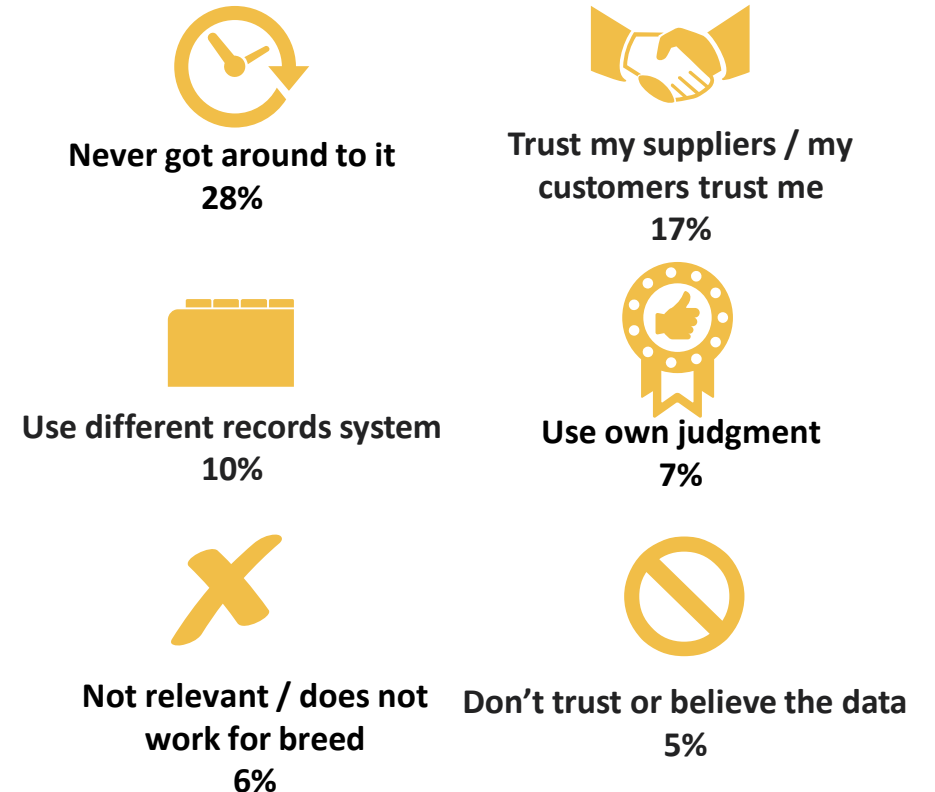 Never got around to it
28%
Trust my suppliers / my
customers trust me
17%
Use different records system
10%
Use own judgment
7%
Not relevant / does not
work for breed
6%
Don’t trust or believe the data
5%